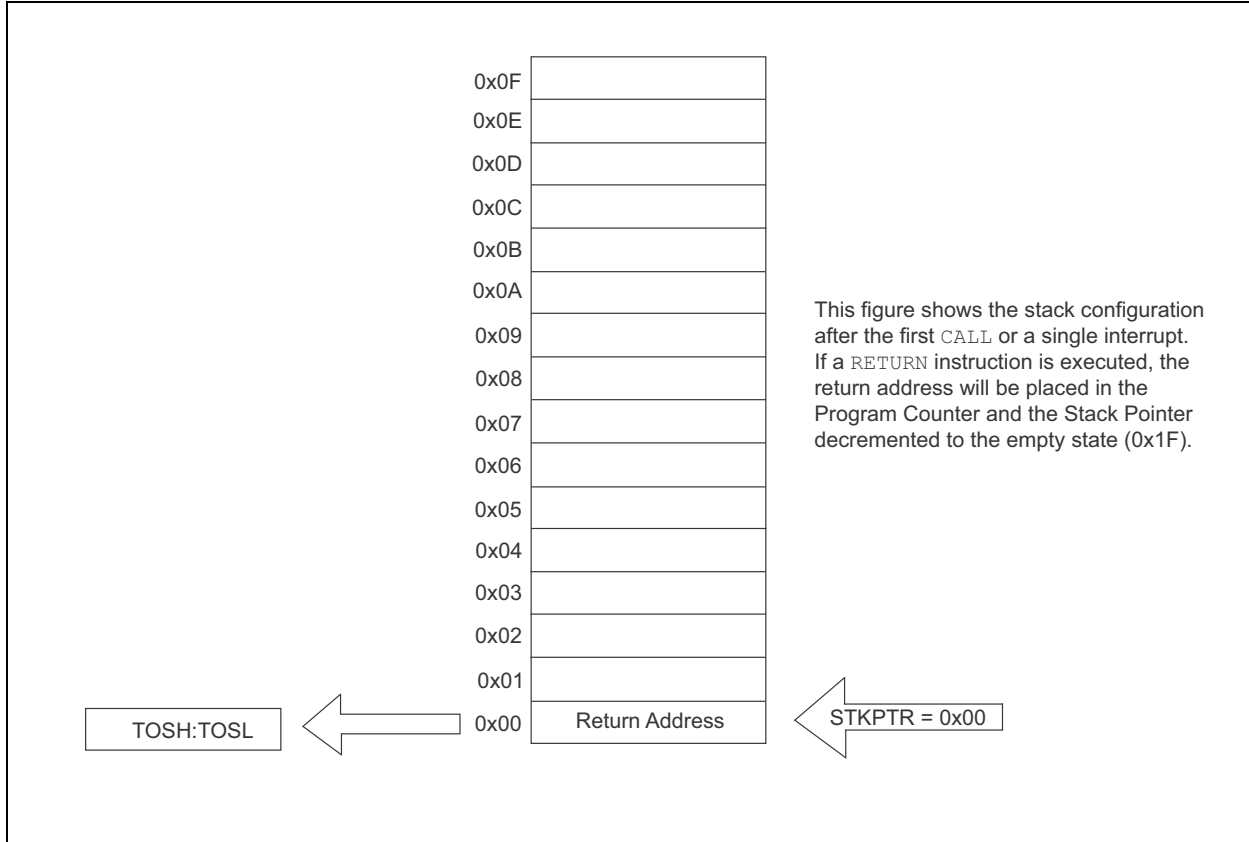 0x0F
0x0E
0x0D
0x0C
0x0B
0x0A
0x09
0x08
0x07
0x06
0x05
0x04
0x03
0x02
0x01
TOSH:TOSL
0x00
Return Address
STKPTR = 0x00
This figure shows the stack configuration
after the first CALL or a single interrupt.
If a RETURN instruction is executed, the
return address will be placed in the
Program Counter and the Stack Pointer
decremented to the empty state (0x1F).